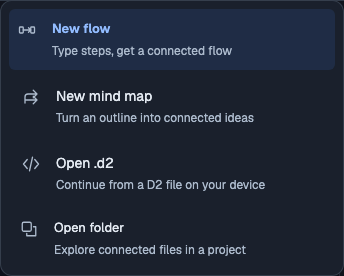 New flow
Type steps, get a connected flow
New mind map
Turn an outline into connected ideas
Open .d2
Continue from a D2 file on your device
Open folder
Explore connected files in a project